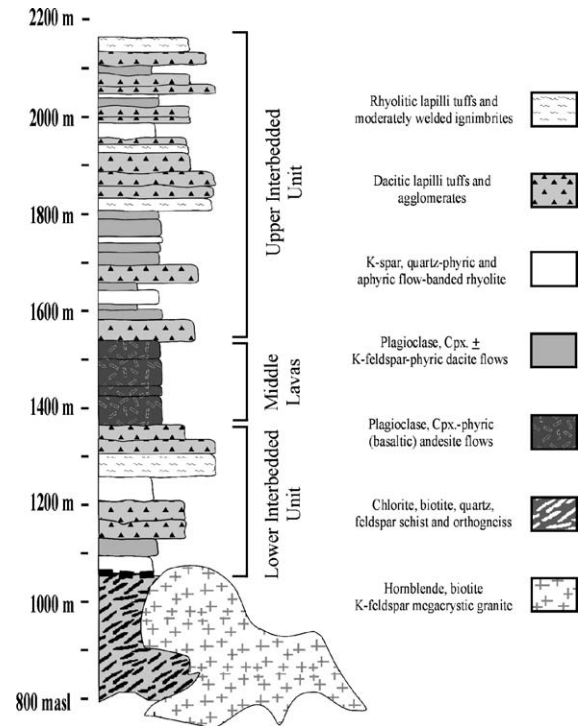 2200 m
2000 m
1800 m
1600 m
1400 m
1200 m
1000 m
800 masl
Upper Interbedded
Unit
Middle
Lavas
Lower Interbedded
Unit
Rhyolitic lapilli tuffs and
moderately welded ignimbrites
Dacitic lapilli tuffs and
agglomerates
K-spar, quartz-phyric and
aphyric flow-banded rhyolite
Plagioclase, Cpx. ±
K-feldspar-phyric dacite flows
Plagioclase, Cpx.-phyric
(basaltic) andesite flows
Chlorite, biotite, quartz,
feldspar schist and orthogneiss
Hornblende, biotite
K-feldspar megacrystic granite